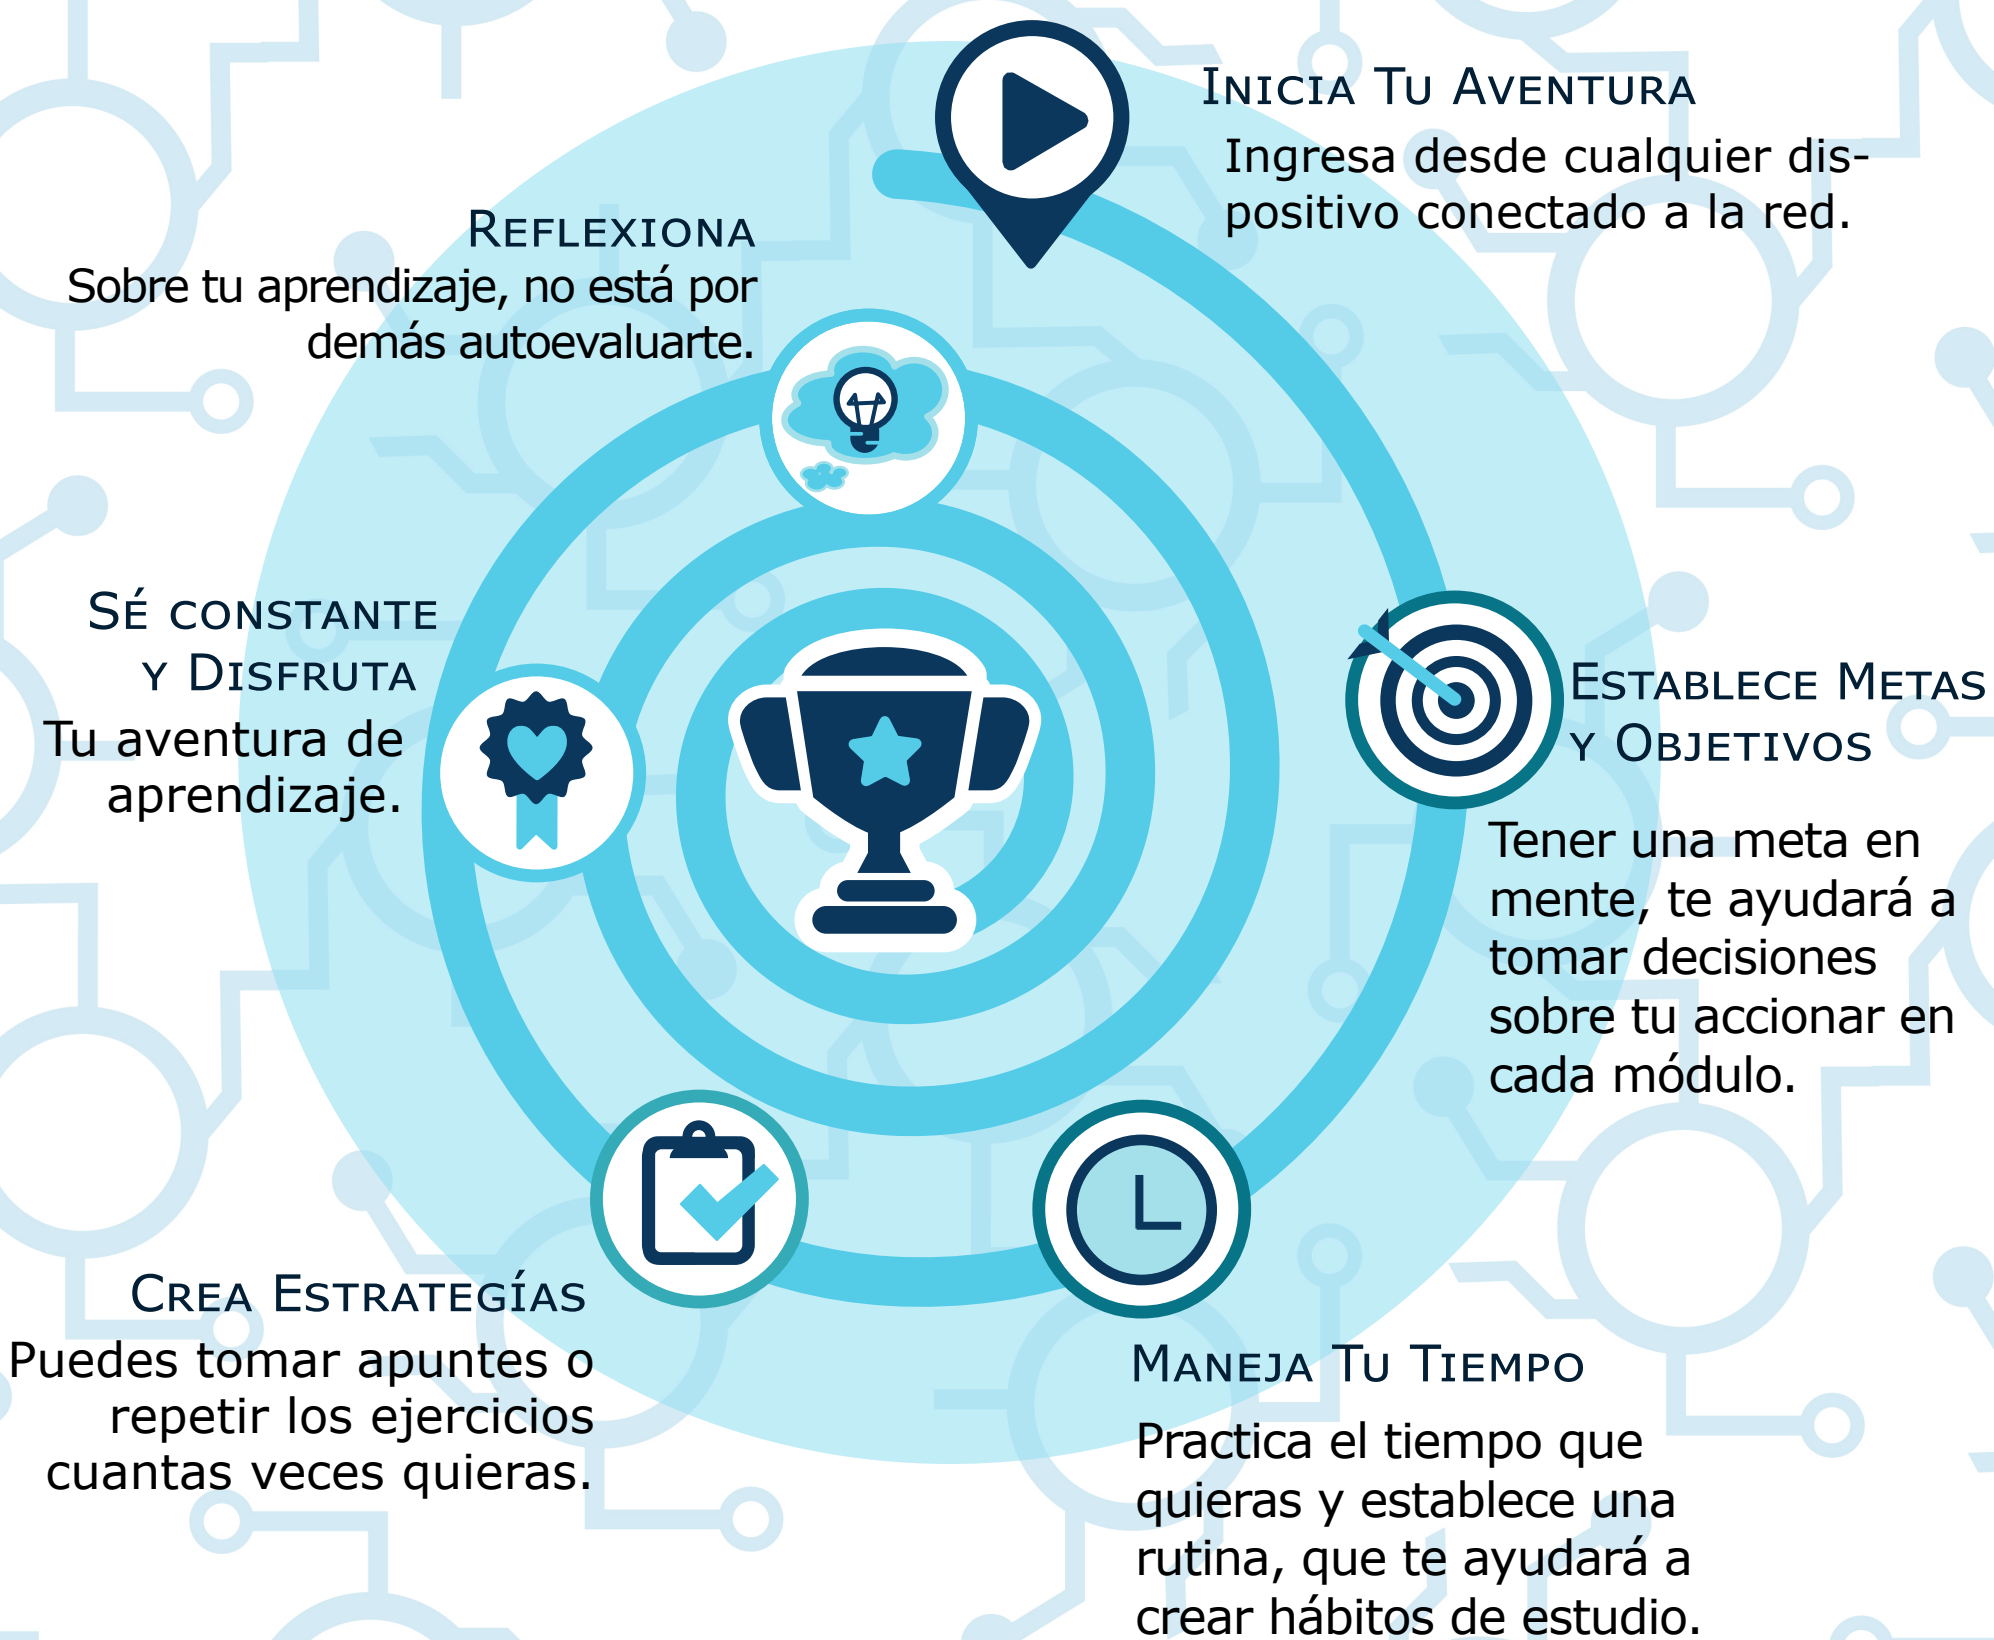 Inicia Tu Aventura
Ingresa desde cualquier dis-
positivo conectado a la red.
Establece Metas
y Objetivos
Tener una meta en
mente, te ayudará a
tomar decisiones
sobre tu accionar en
cada módulo.
Maneja Tu Tiempo
Practica el tiempo que
quieras y establece una
rutina, que te ayudará a
crear hábitos de estudio.
Crea Estrategías
Puedes tomar apuntes o
repetir los ejercicios
cuantas veces quieras.
Sé constante
y Disfruta
Tu aventura de
aprendizaje.
Reflexiona
Sobre tu aprendizaje, no está por
demás autoevaluarte.